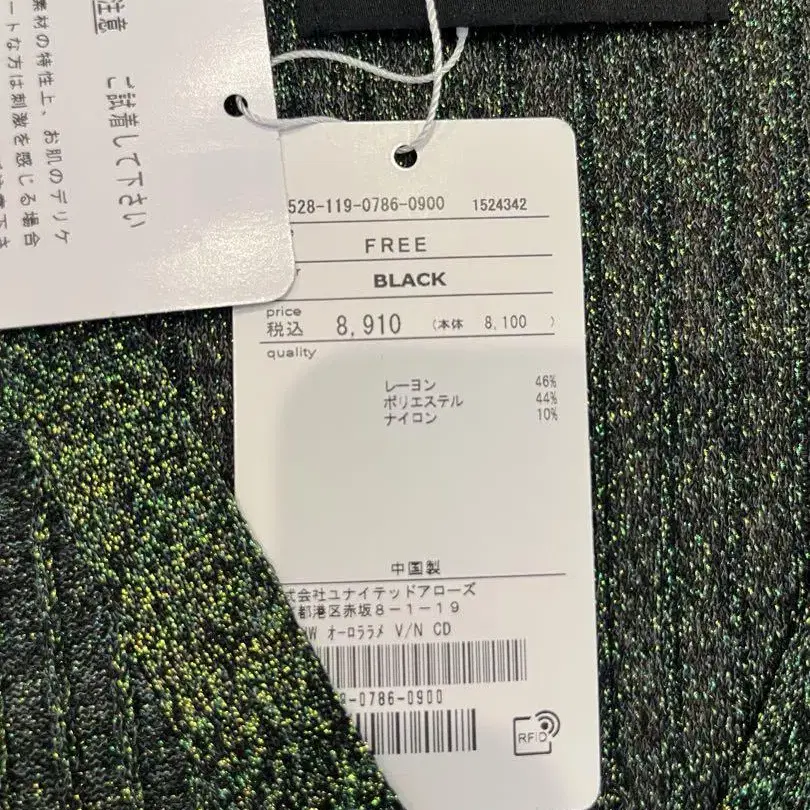 注意
ご試着して下さい
素材の特性上、お肌のデリケ
ートな方は刺激を感じる場合
528-119-0786-0900 1524342
FREE
BLACK
price
税込 8,910 (本体 8,100 )
quality
レーヨン 46%
ポリエステル 44%
ナイロン 10%
中国製
式会社ユナイテッドアローズ
都港区赤坂8-1-19
W オーロララメ V/N CD
-0786-0900
RFID